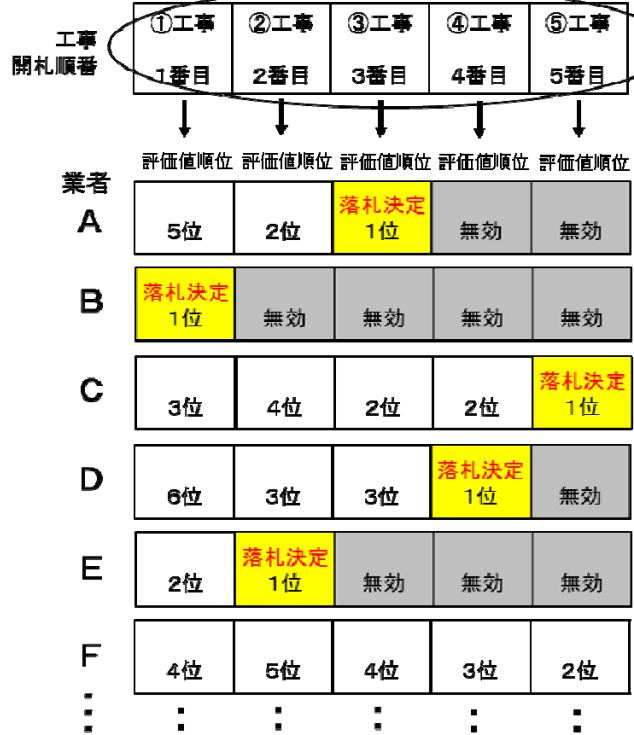 工事
開札順番
①工事 ②工事 ③工事 ④工事 ⑤工事
1番目 2番目 3番目 4番目 5番目
評価値順位 評価値順位 評価値順位 評価値順位 評価値順位
業者
A 5位 2位 落札決定 1位 無効 無効
B 落札決定 1位 無効 無効 無効 無効
C 3位 4位 2位 2位 落札決定 1位
D 6位 3位 3位 落札決定 1位 無効
E 2位 落札決定 1位 無効 無効 無効
F 4位 5位 4位 3位 2位